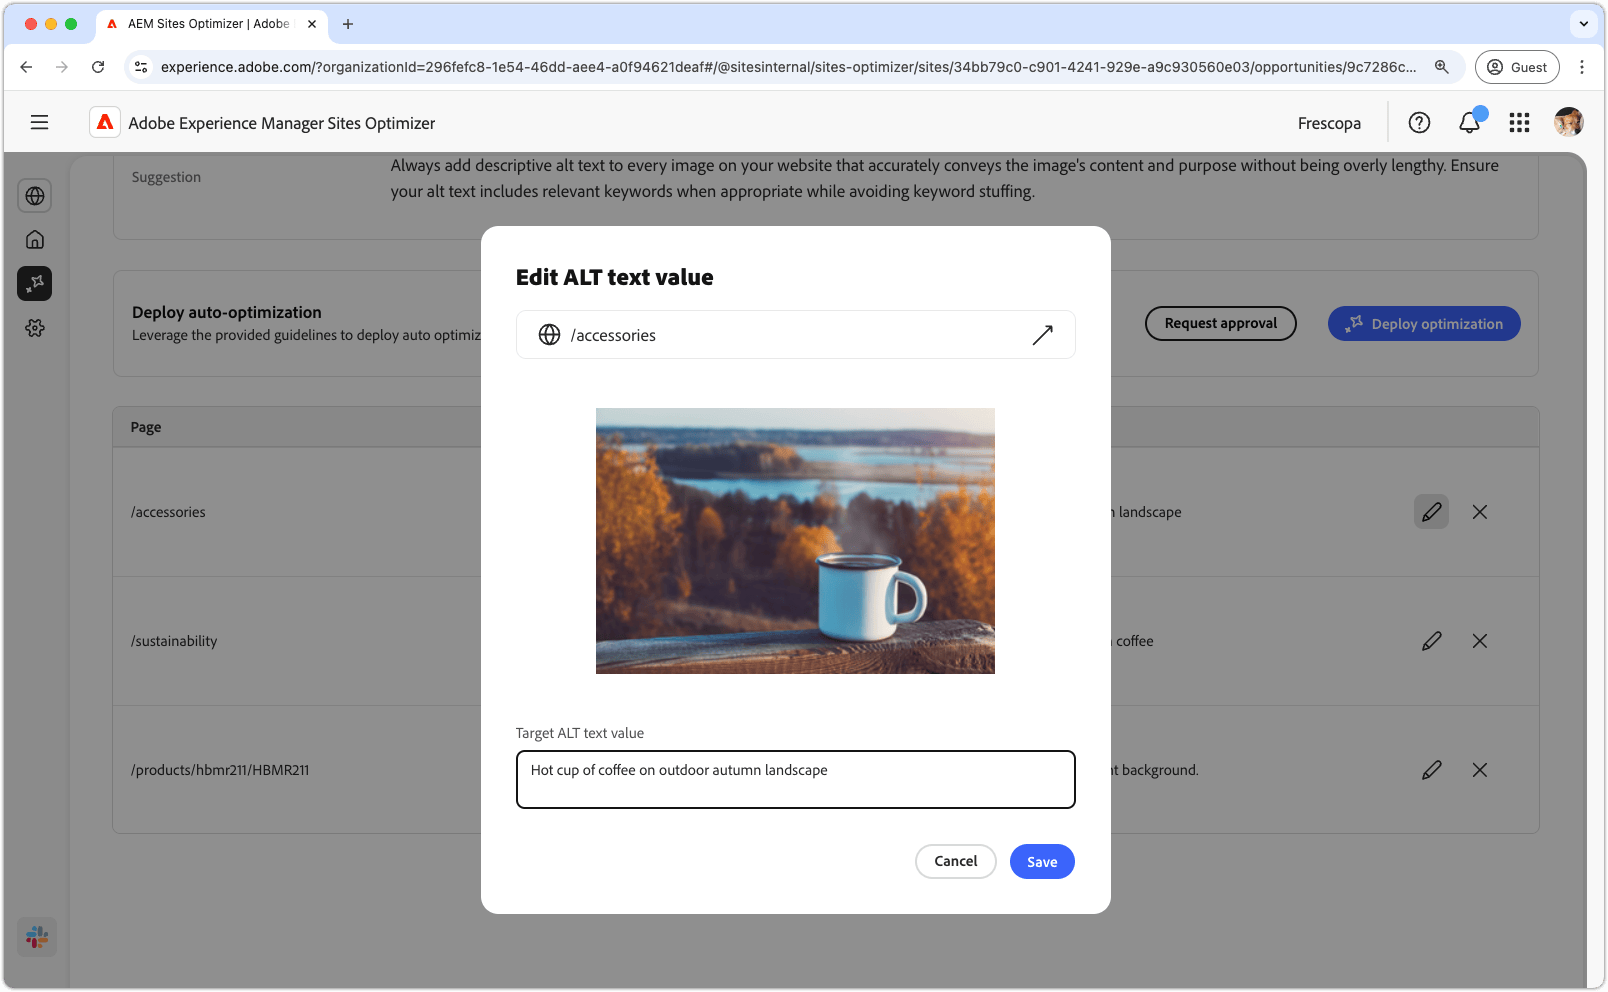 AEM Sites Optimizer | Adobe
experience.adobe.com/?organizationId=296fefc8-1e54-46dd-aee4-a0f94621deaf#/@sitesinternal/sites-optimizer/sites/34bb79c0-c901-4241-929e-a9c930560e03/opportunities/9c7286c...
Guest
Adobe Experience Manager Sites Optimizer
Frescopa
Suggestion
Always add descriptive alt text to every image on your website that accurately conveys the image's content and purpose without being overly lengthy. Ensure
your alt text includes relevant keywords when appropriate while avoiding keyword stuffing.
Deploy auto-optimization
Leverage the provided guidelines to deploy auto optimiz
Request approval
Deploy optimization
Page
/accessories
landscape
/sustainability
coffee
/products/hbmr211/HBMR211
background.
Edit ALT text value
/accessories
Target ALT text value
Hot cup of coffee on outdoor autumn landscape
Cancel
Save